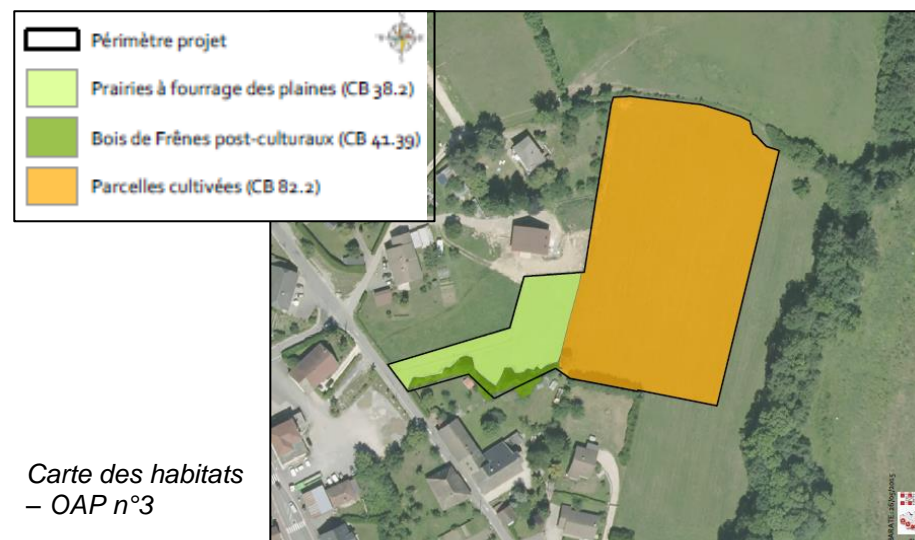 Périmètre projet
Prairies à fourrage des plaines (CB 38.2)
Bois de Frênes post-culturaux (CB 41.39)
Parcelles cultivées (CB 82.2)
Carte des habitats
– OAP n°3